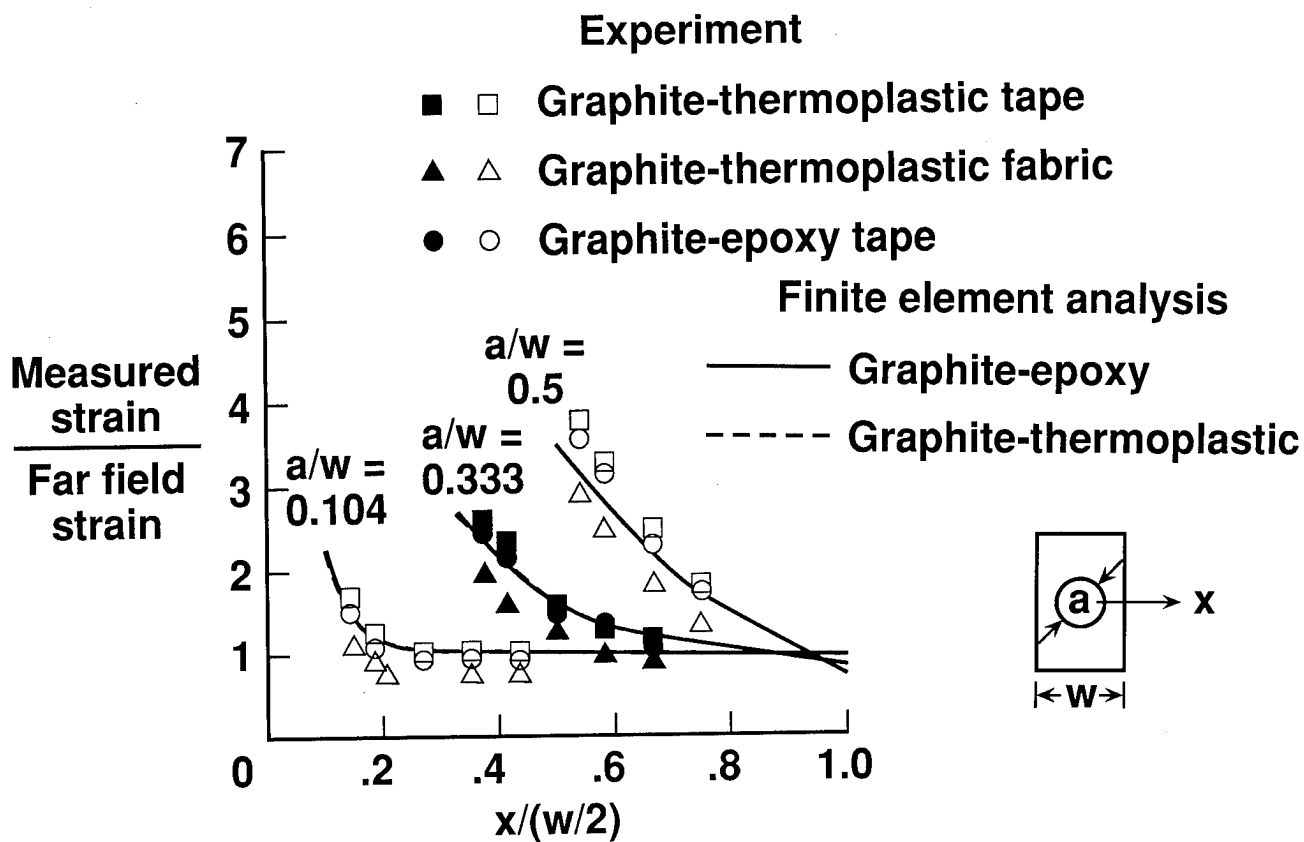 Experiment
Graphite-thermoplastic tape
Graphite-thermoplastic fabric
Graphite-epoxy tape
Finite element analysis
Graphite-epoxy
Graphite-thermoplastic
Measured
strain
Far field
strain
7
6
5
4
3
2
1
0
.2
.4
.6
.8
1.0
x/(w/2)
a/w =
0.104
a/w =
0.333
a/w =
0.5
a
x
w